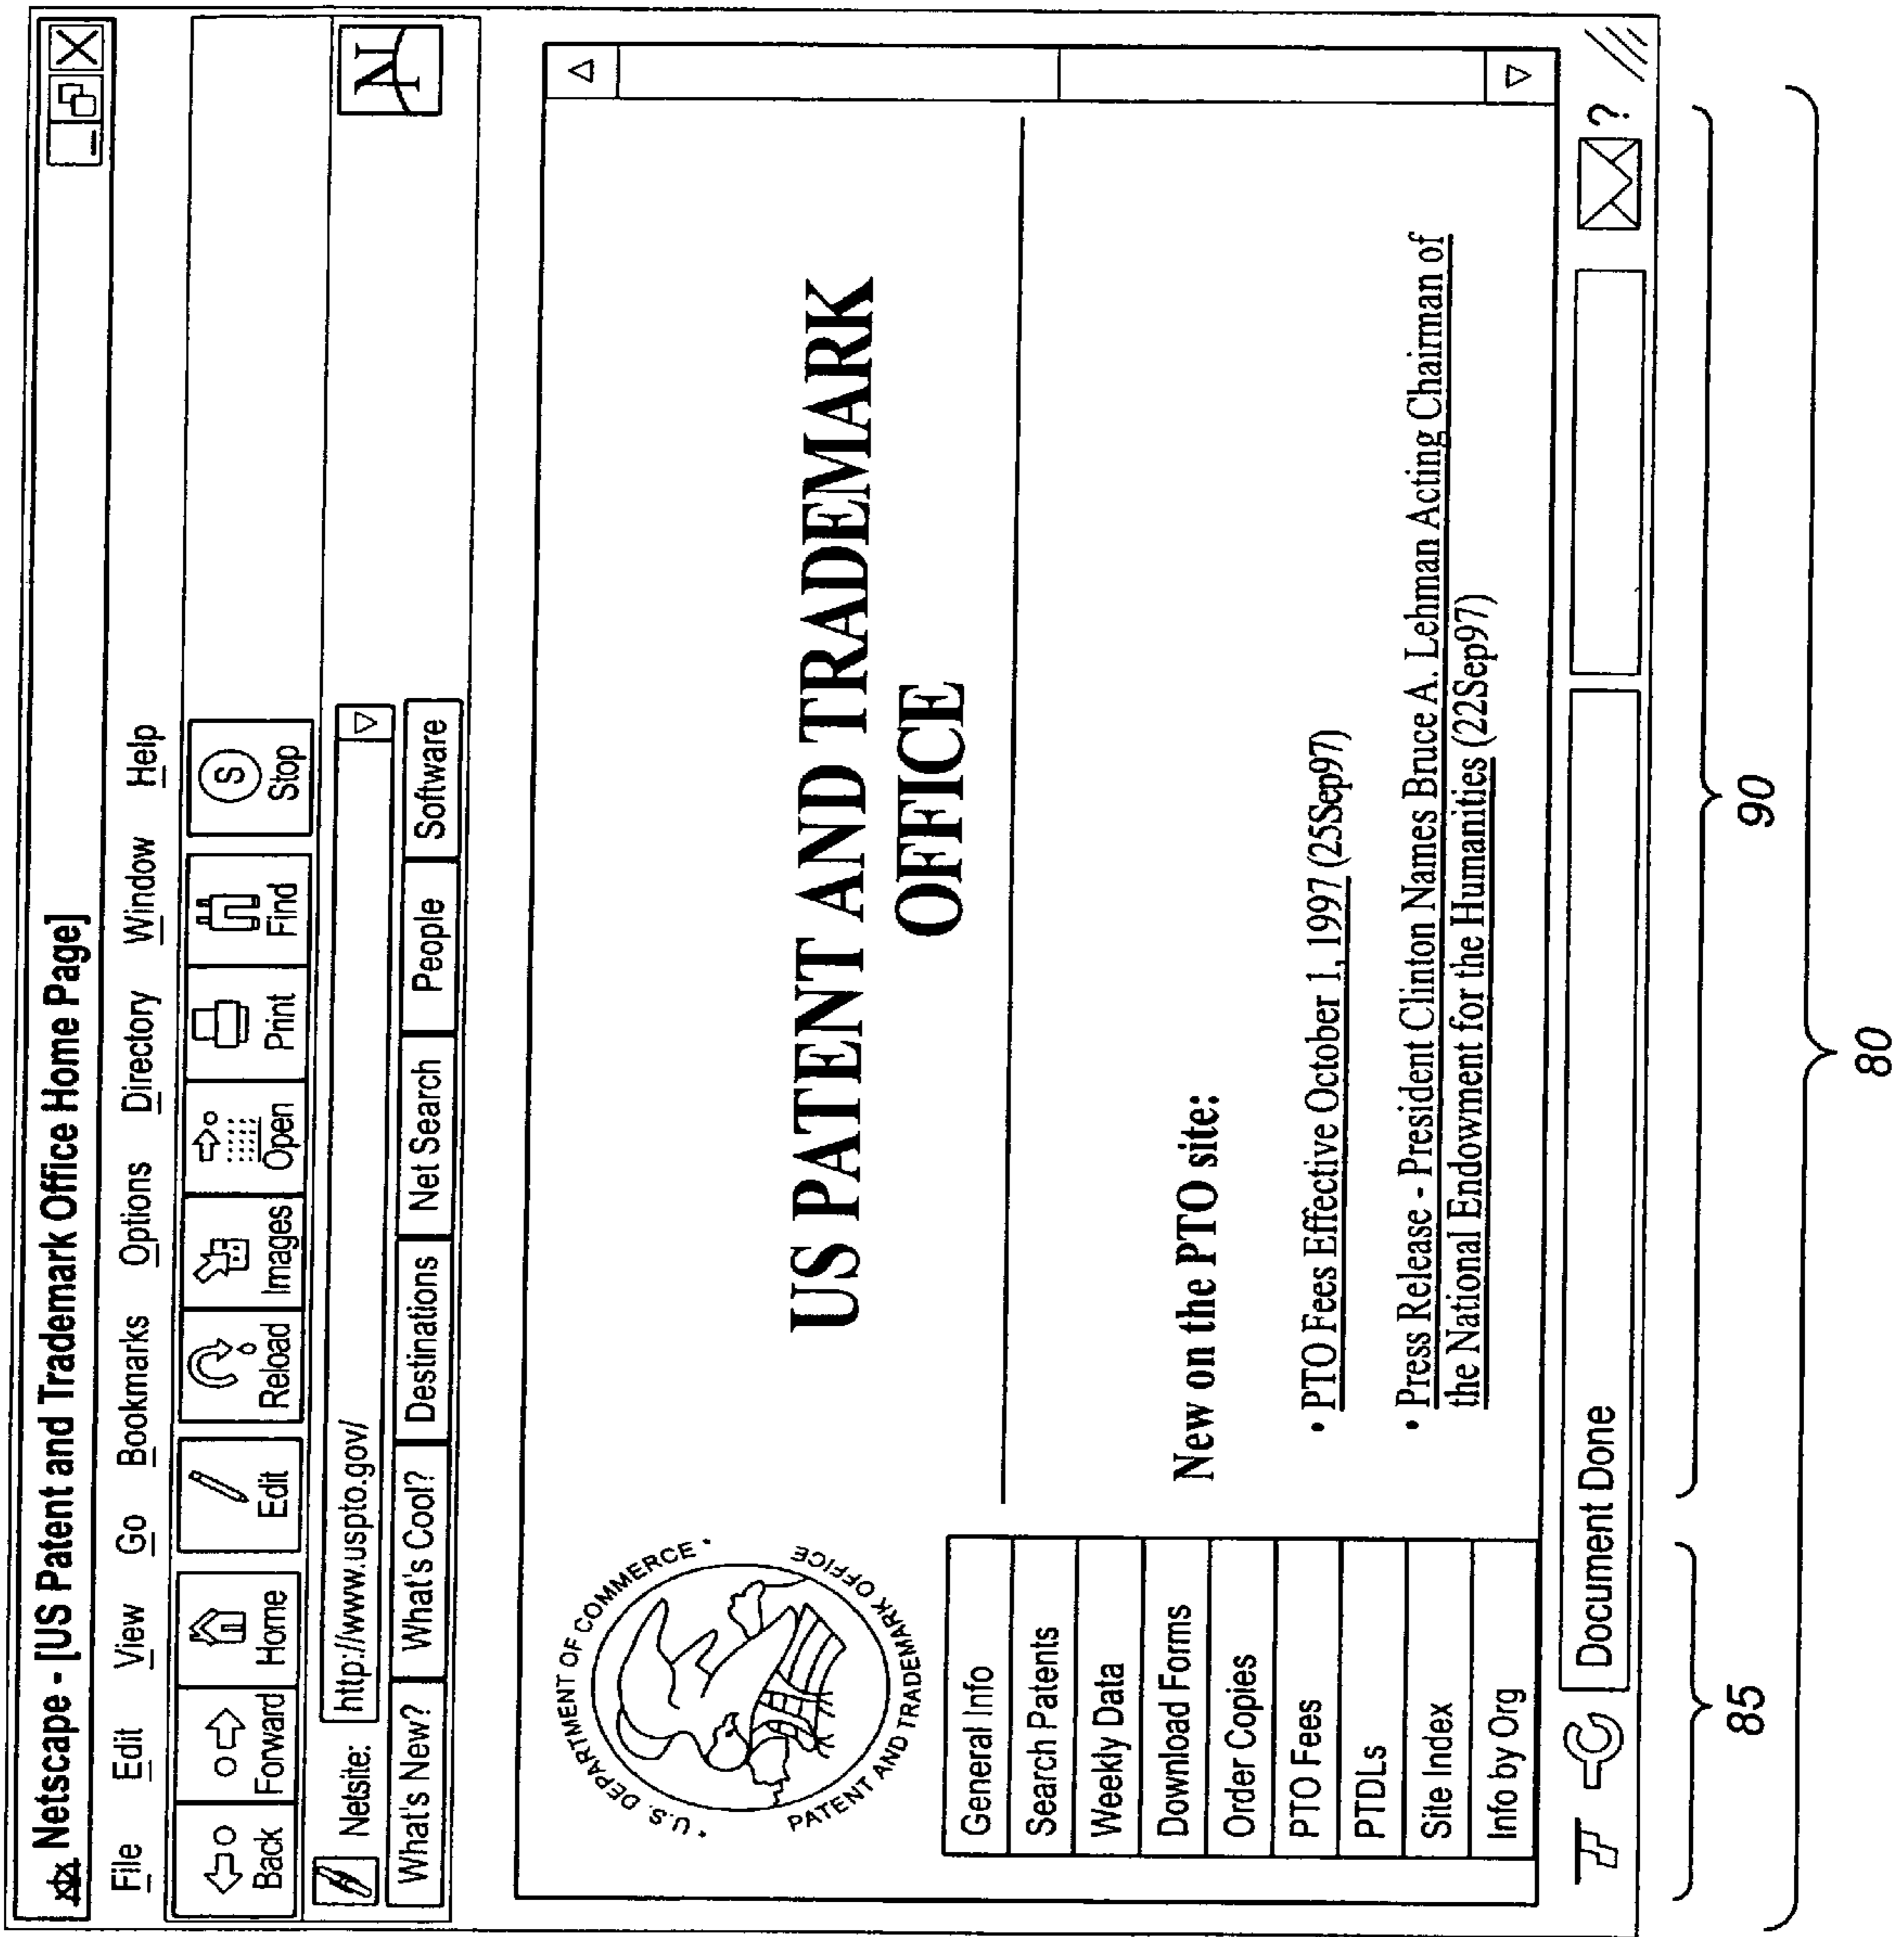 Netscape - [US Patent and Trademark Office Home Page]
File Edit View Go Bookmarks Options Directory Window Help
Back Forward Home Edit Reload Images Open Print Find S Stop
Netsite: http://www.uspto.gov/
N
What's New? What's Cool? Destinations Net Search People Software
• U.S. DEPARTMENT OF COMMERCE •
PATENT AND TRADEMARK OFFICE
US PATENT AND TRADEMARK
OFFICE
General Info
Search Patents
Weekly Data
Download Forms
Order Copies
PTO Fees
PTDLs
Site Index
Info by Org
New on the PTO site:
• PTO Fees Effective October 1, 1997 (25Sep97)
• Press Release - President Clinton Names Bruce A. Lehman Acting Chairman of
the National Endowment for the Humanities (22Sep97)
Document Done ?
85 90
80